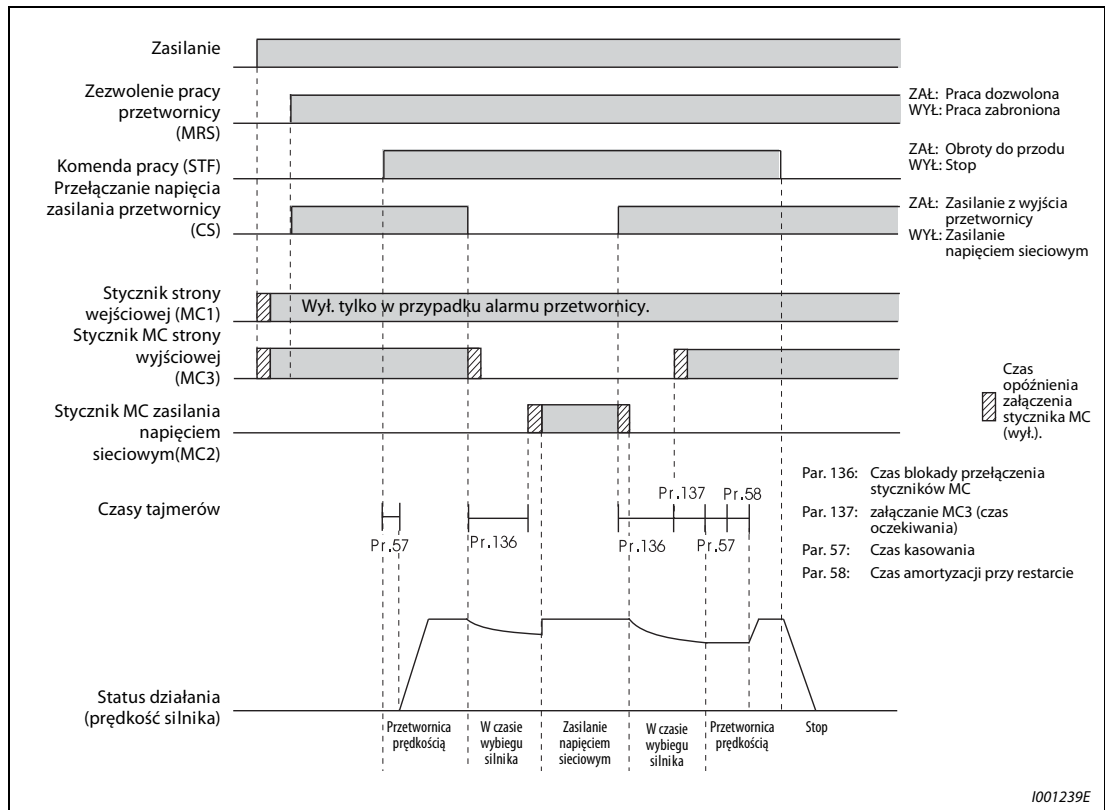 Zasilanie
Zezwolenie pracy
przetwornicy
(MRS)
ZAŁ: Praca dozwolona
WYŁ: Praca zabroniona
Komenda pracy (STF)
ZAŁ: Obroty do przodu
WYŁ: Stop
Przełączanie napięcia
zasilania przetwornicy
(CS)
ZAŁ: Zasilanie z wyjścia
przetwornicy
WYŁ: Zasilanie
napięciem sieciowym
Stycznik strony
wejściowej (MC1)
Wył. tylko w przypadku alarmu przetwornicy.
Stycznik MC strony
wyjściowej
(MC3)
Czas
opóźnienia
załączenia
stycznika MC
(wył.).
Stycznik MC zasilania
napięciem
sieciowym(MC2)
Czasy tajmerów
Pr.57
Pr.136
Pr.136
Pr.137
Pr.57
Pr.58
Par. 136: Czas blokady przełączenia
styczników MC
Par. 137: załączanie MC3 (czas
oczekiwania)
Par. 57: Czas kasowania
Par. 58: Czas amortyzacji przy restarcie
Status działania
(prędkość silnika)
Przetwornica
prędkością
W czasie
wybiegu
silnika
Zasilanie
napięciem
sieciowym
W czasie
wybiegu
silnika
Przetwornica
prędkością
Stop
I001239E